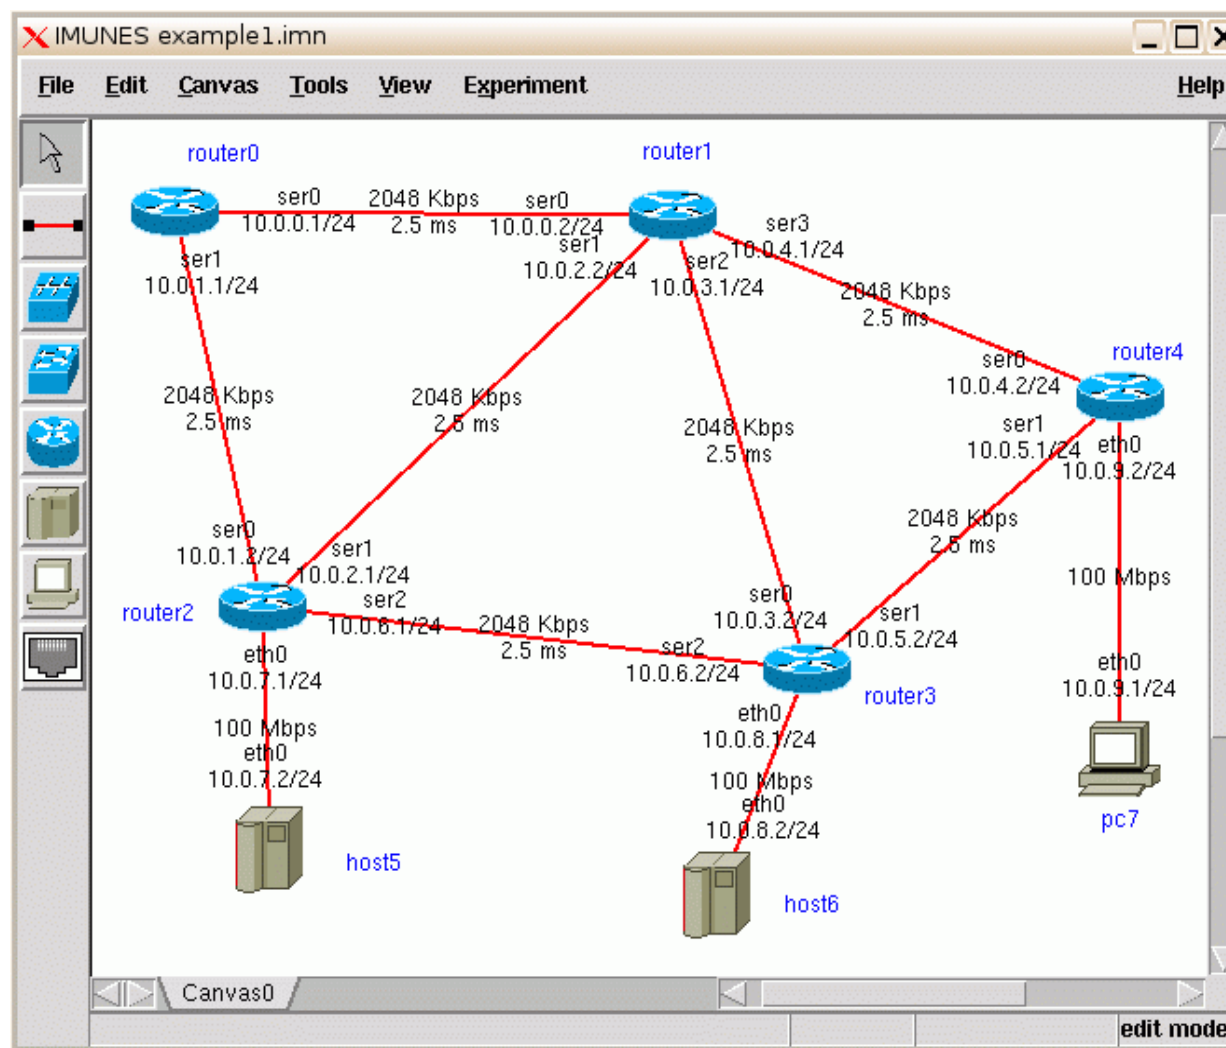 IMUNES example1.imn
File Edit Canvas Tools View Experiment Help
router0
router1
ser0
10.0.0.1/24
2048 Kbps
2.5 ms
ser0
10.0.0.2/24
ser1
10.0.1.1/24
ser1
10.0.2.2/24
ser2
10.0.3.1/24
ser3
10.0.4.1/24
2048 Kbps
2.5 ms
router4
ser0
10.0.4.2/24
2048 Kbps
2.5 ms
2048 Kbps
2.5 ms
2048 Kbps
2.5 ms
ser1
10.0.5.1/24
eth0
10.0.9.2/24
2048 Kbps
2.5 ms
ser0
10.0.1.2/24
ser1
10.0.2.1/24
100 Mbps
router2
ser2
10.0.6.1/24
2048 Kbps
2.5 ms
ser0
10.0.3.2/24
ser1
10.0.5.2/24
ser2
10.0.6.2/24
router3
eth0
10.0.7.1/24
eth0
10.0.9.1/24
100 Mbps
eth0
10.0.7.2/24
eth0
10.0.8.1/24
100 Mbps
eth0
10.0.8.2/24
pc7
host5
host6
Canvas0
edit mode